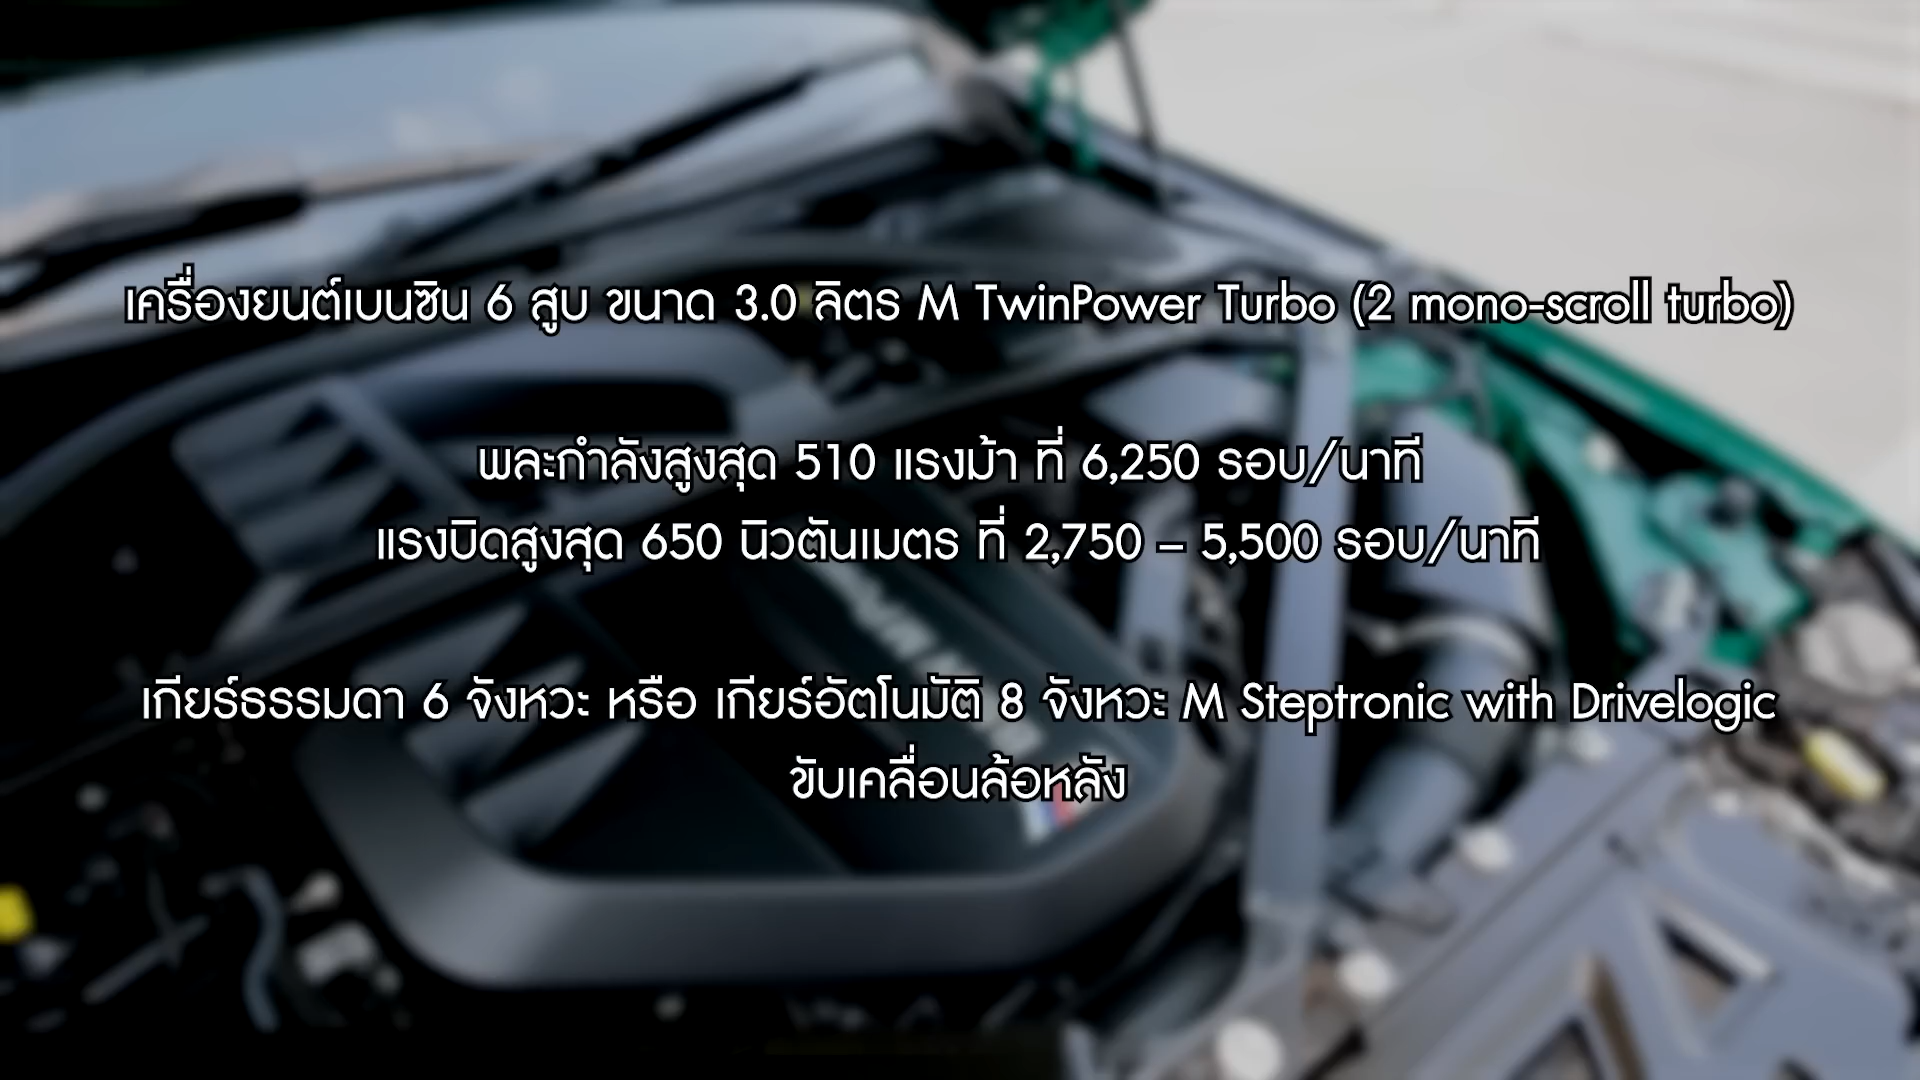 เครื่องยนต์เบนซิน 6 สูบ ขนาด 3.0 ลิตร M TwinPower Turbo (2 mono-scroll turbo)
พละกำลังสูงสุด 510 แรงม้า ที่ 6,250 รอบ/นาที
แรงบิดสูงสุด 650 นิวตันเมตร ที่ 2,750 – 5,500 รอบ/นาที
เกียร์ธรรมดา 6 จังหวะ หรือ เกียร์อัตโนมัติ 8 จังหวะ M Steptronic with Drivelogic
ขับเคลื่อนล้อหลัง